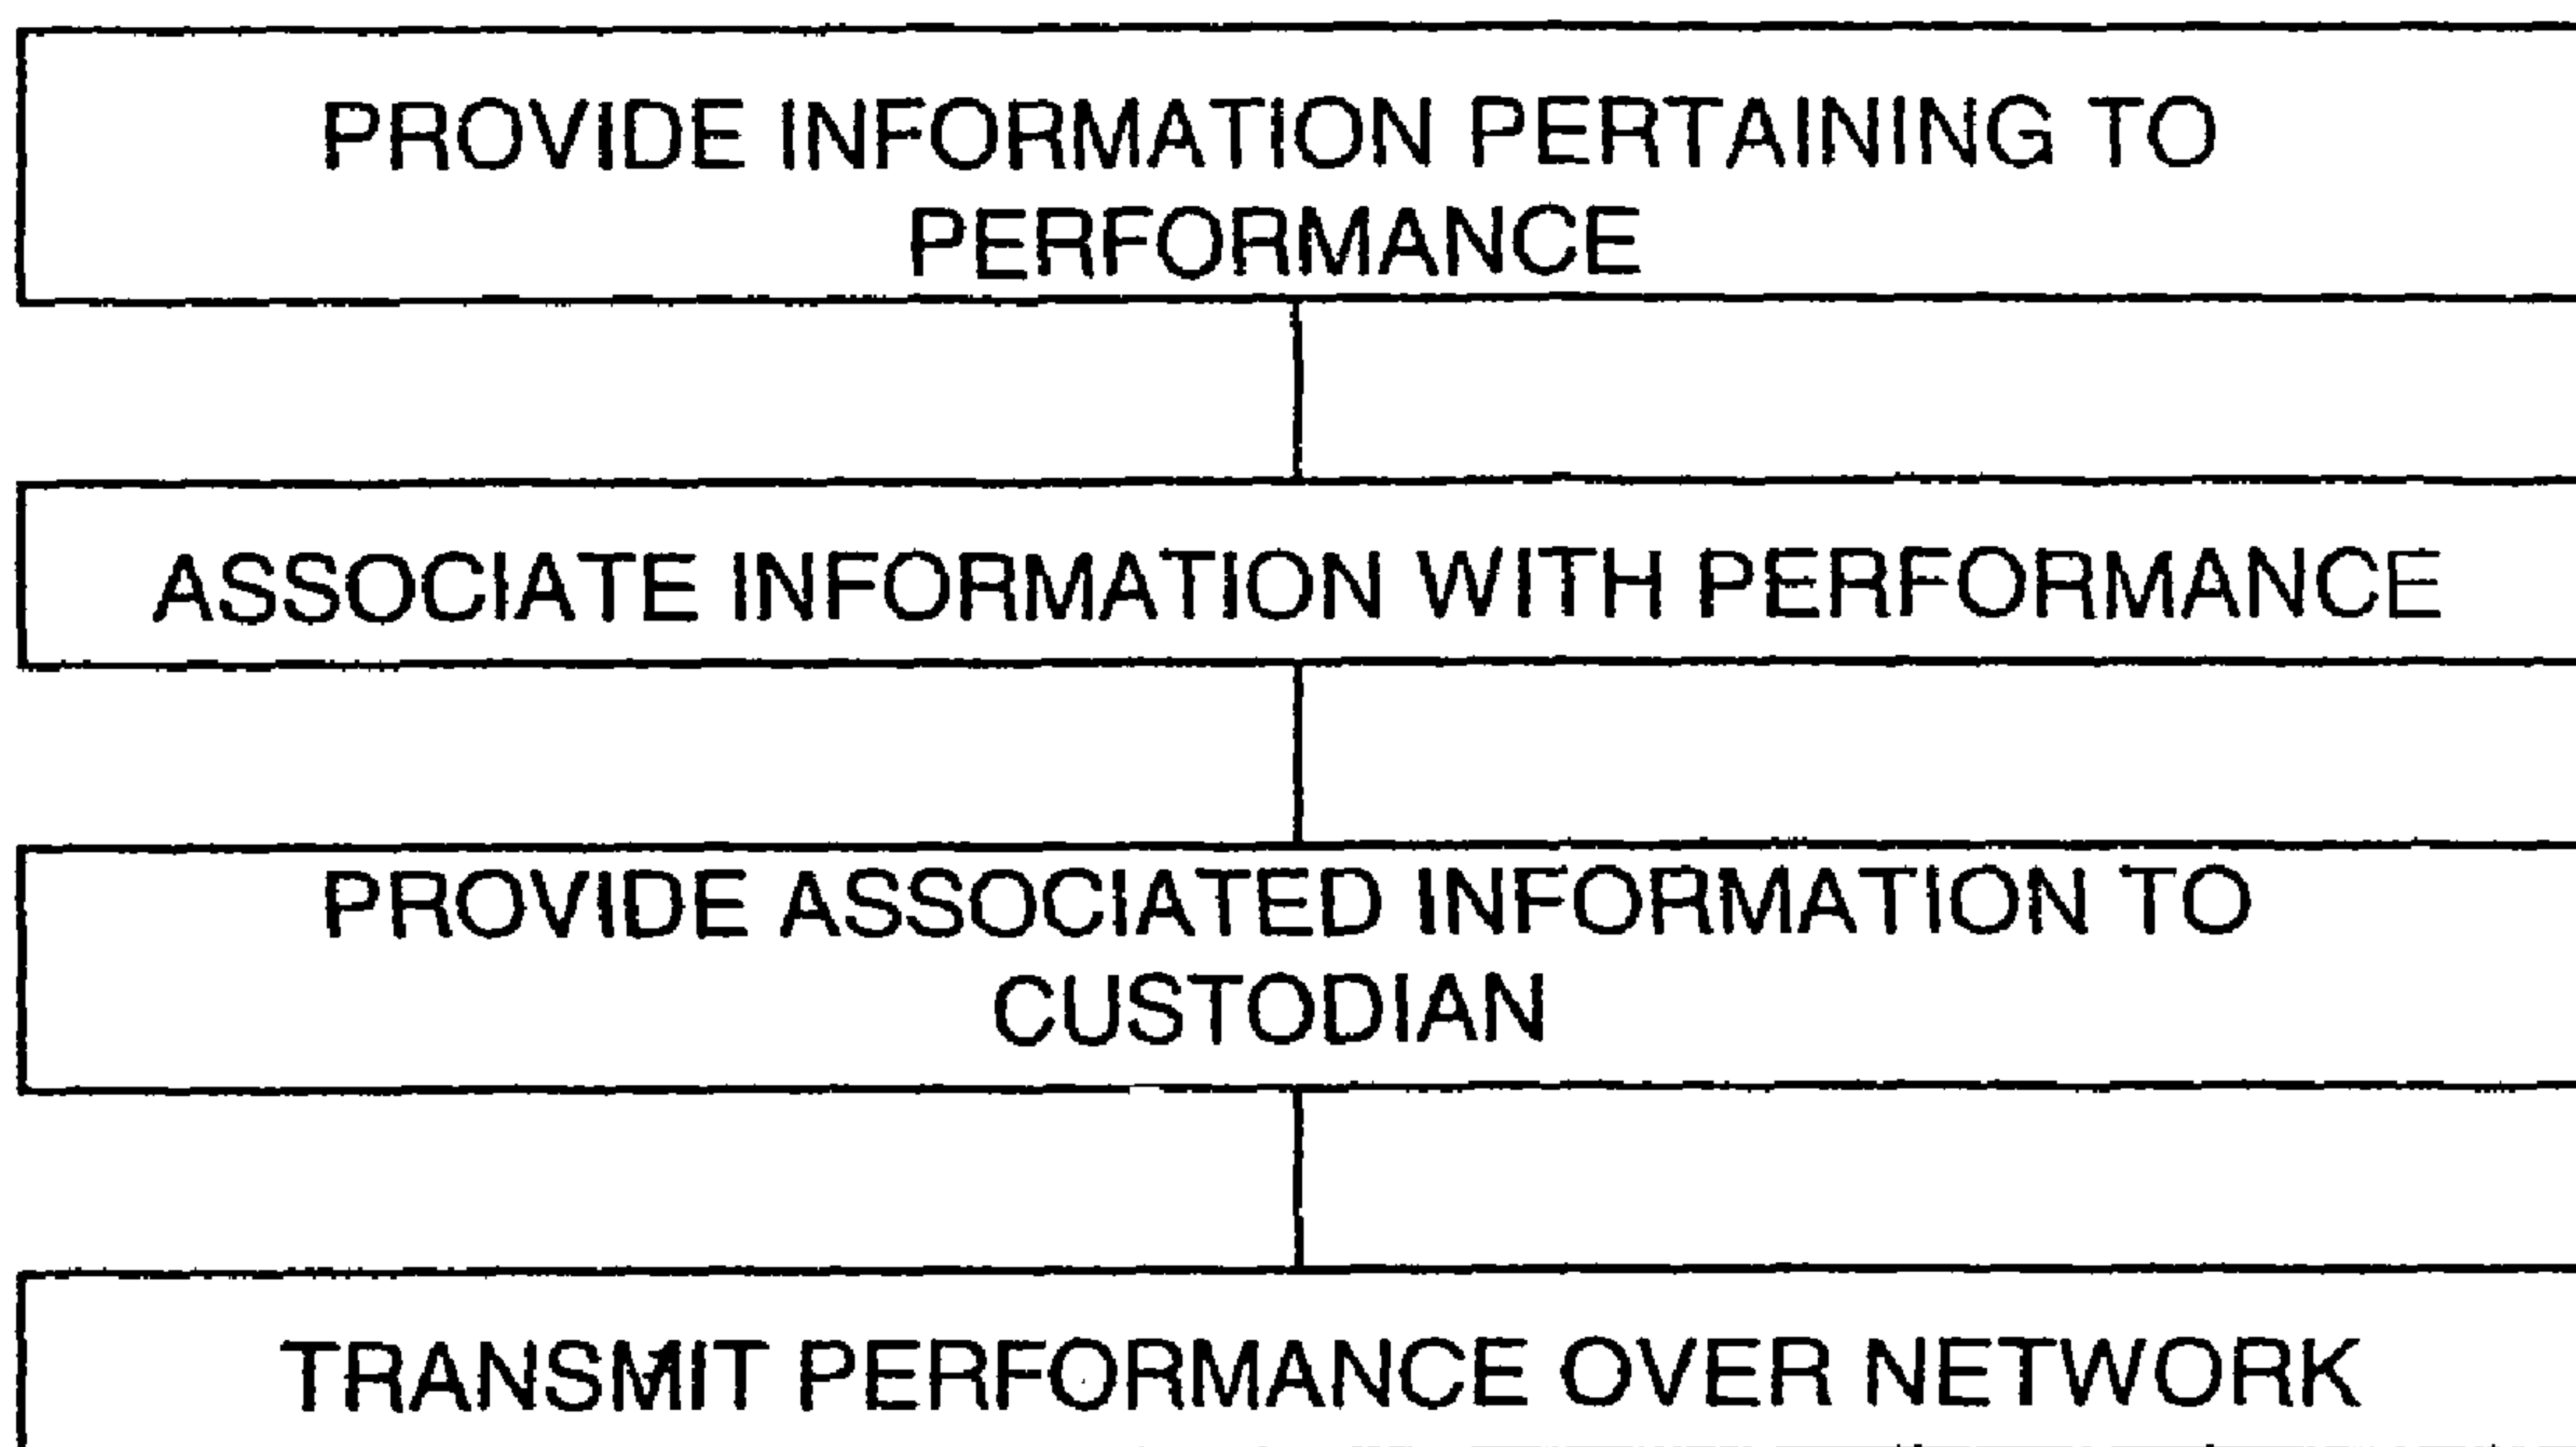 PROVIDE INFORMATION PERTAINING TO
PERFORMANCE
ASSOCIATE INFORMATION WITH PERFORMANCE
PROVIDE ASSOCIATED INFORMATION TO
CUSTODIAN
TRANSMIT PERFORMANCE OVER NETWORK